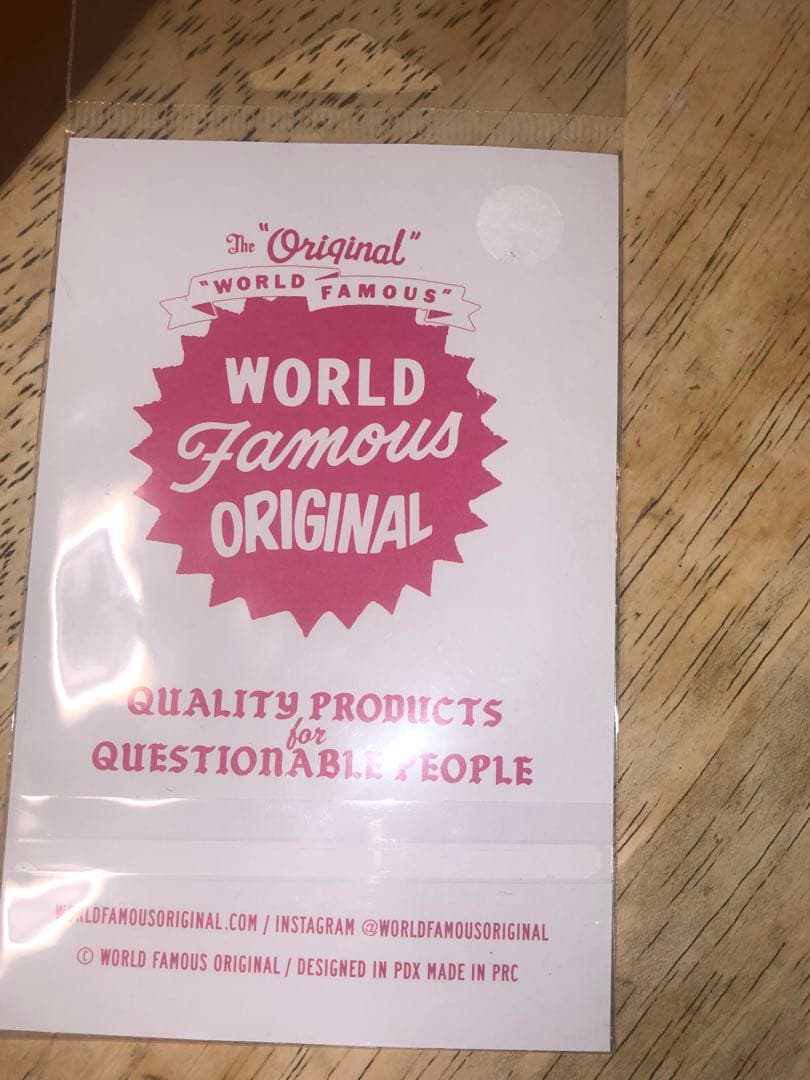 The "Original"
"WORLD FAMOUS"
WORLD
Famous
ORIGINAL
QUALITY PRODUCTS
for
QUESTIONABLE PEOPLE
WORLDFAMOUSORIGINAL.COM / INSTAGRAM @WORLDFAMOUSORIGINAL
© WORLD FAMOUS ORIGINAL / DESIGNED IN PDX MADE IN PRC